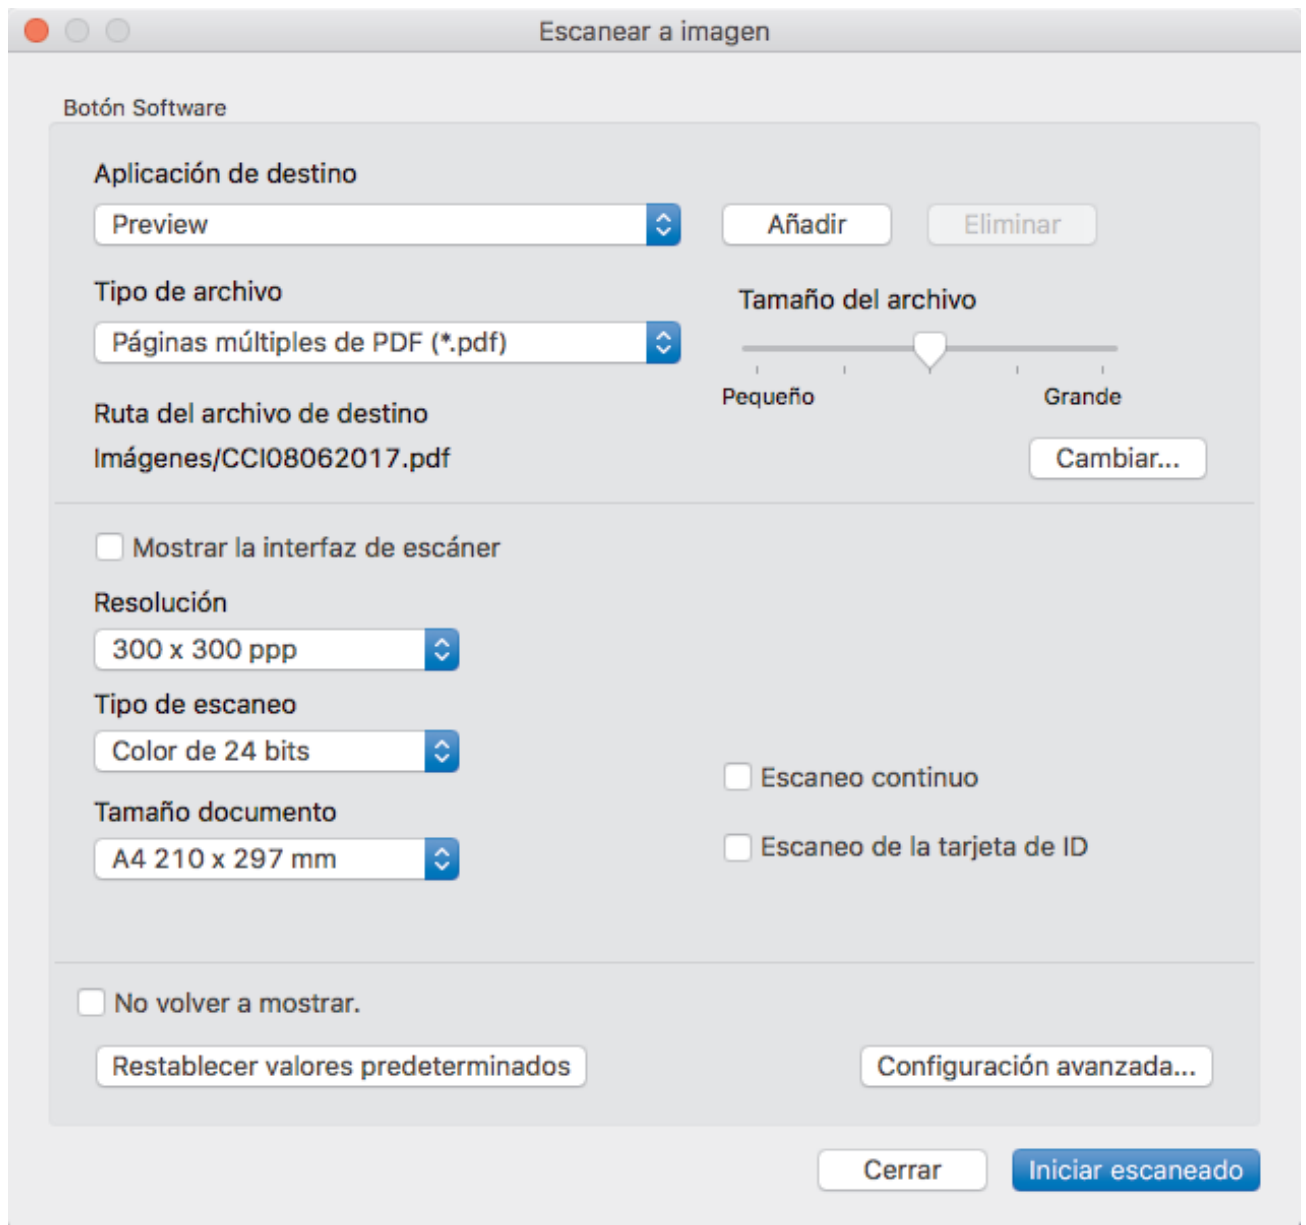 Escanear a imagen
Botón Software
Aplicación de destino
Preview
Añadir
Eliminar
Tipo de archivo
Tamaño del archivo
Páginas múltiples de PDF (*.pdf)
Pequeño
Grande
Ruta del archivo de destino
Imágenes/CCI08062017.pdf
Cambiar...
Mostrar la interfaz de escáner
Resolución
300 x 300 ppp
Tipo de escaneo
Color de 24 bits
Escaneo continuo
Tamaño documento
A4 210 x 297 mm
Escaneo de la tarjeta de ID
No volver a mostrar.
Restablecer valores predeterminados
Configuración avanzada...
Cerrar
Iniciar escaneado